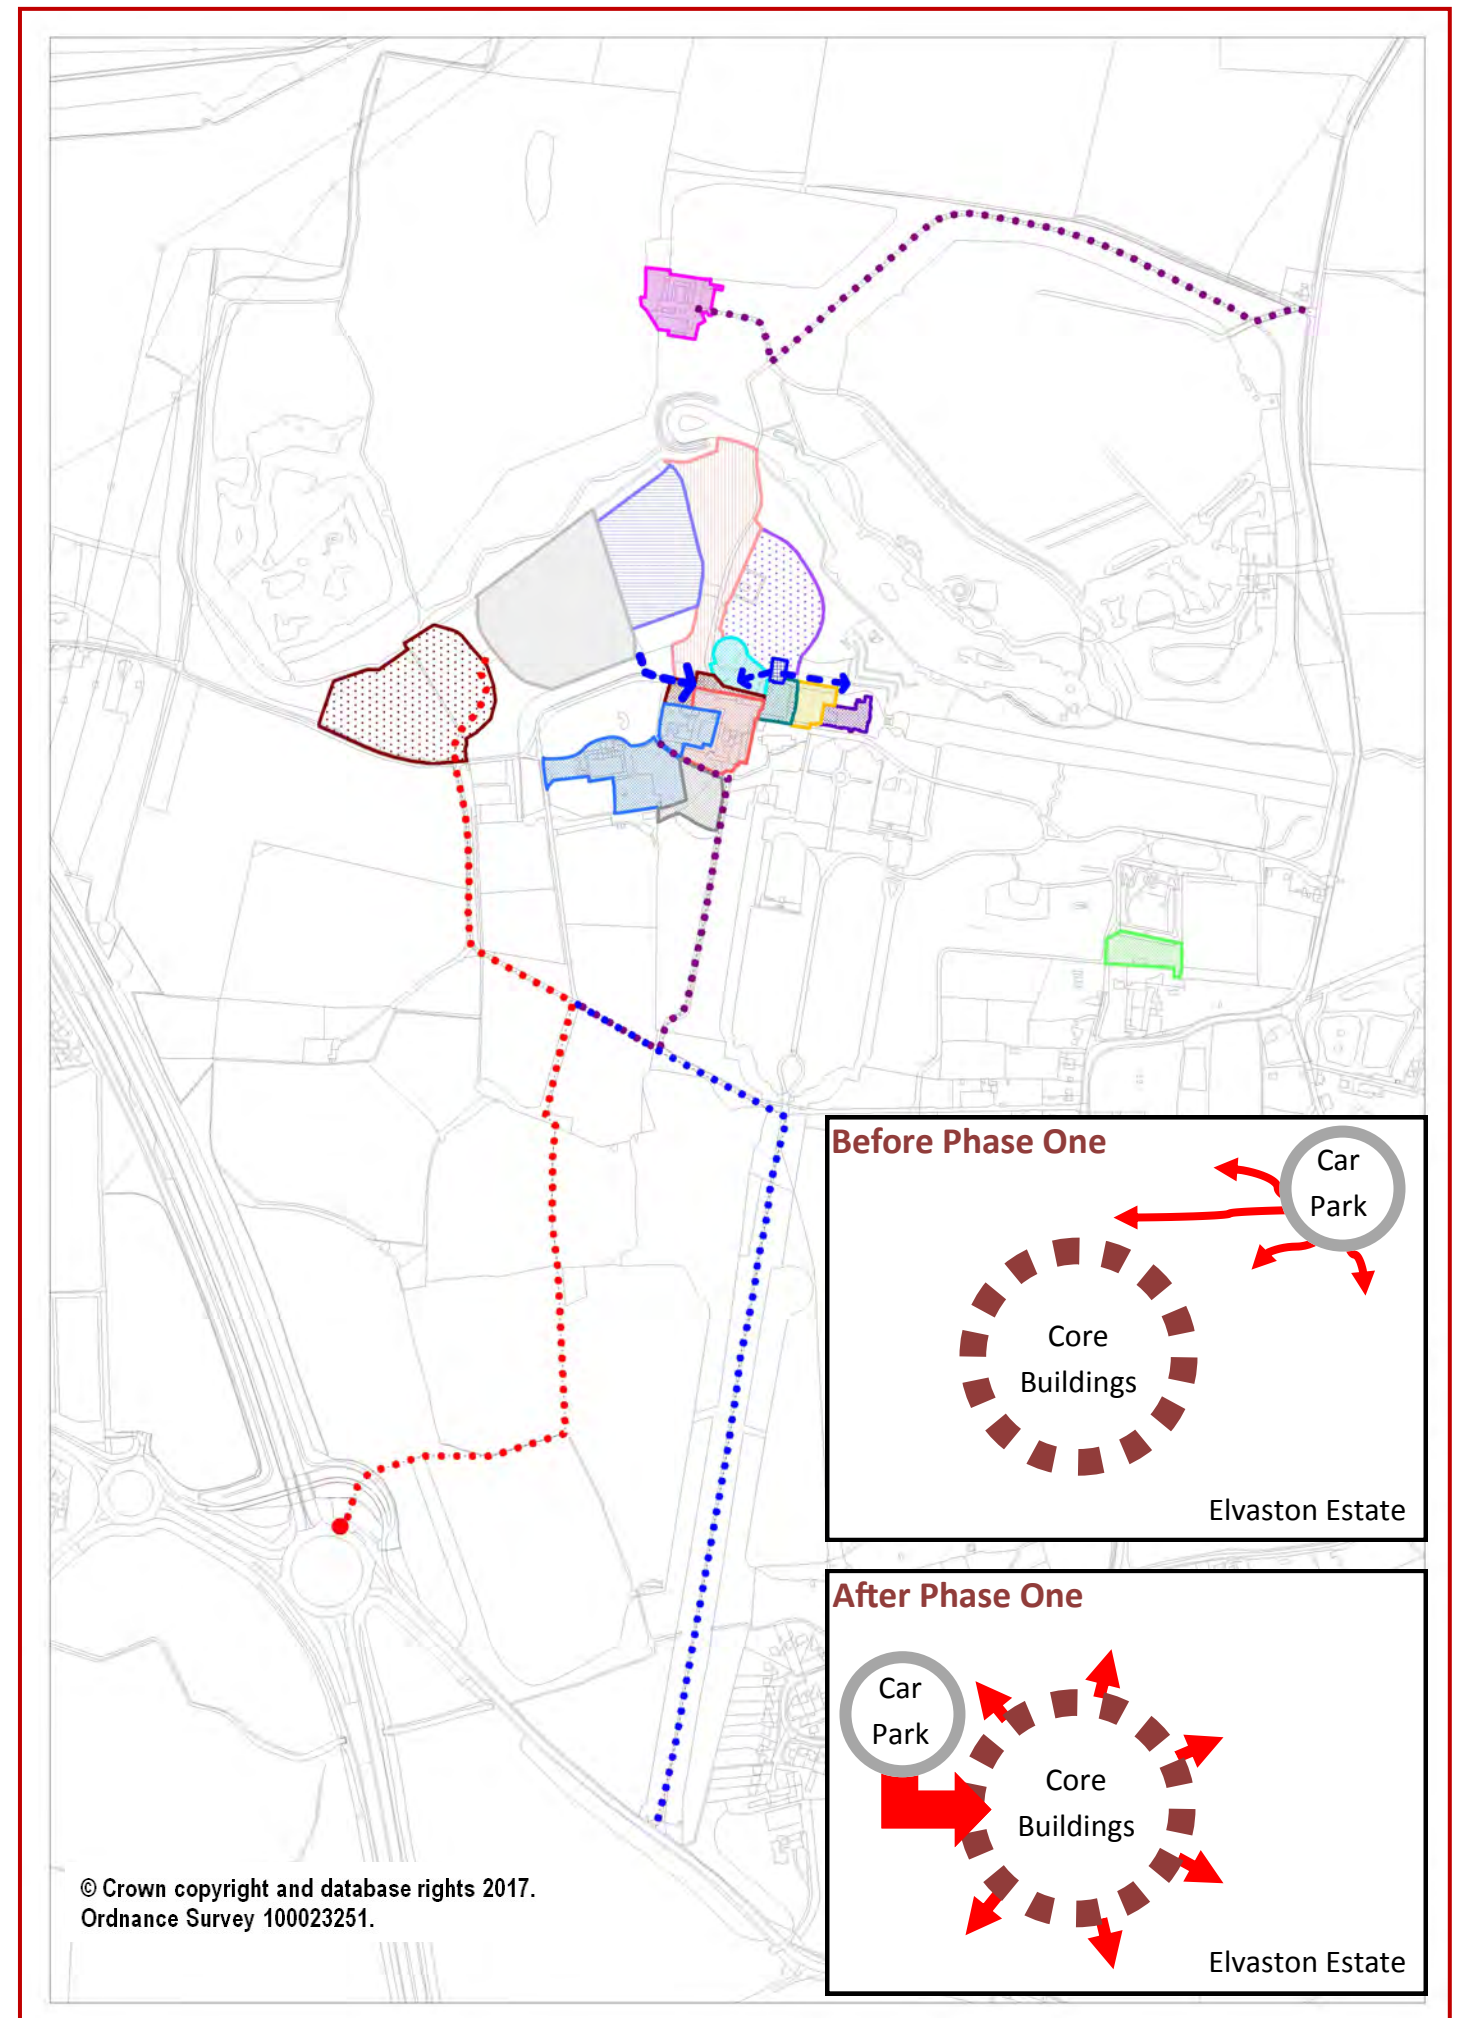 Before Phase One
Car
Park
Core
Buildings
Elvaston Estate
After Phase One
Car
Park
Core
Buildings
Elvaston Estate
© Crown copyright and database rights 2017.
Ordnance Survey 100023251.